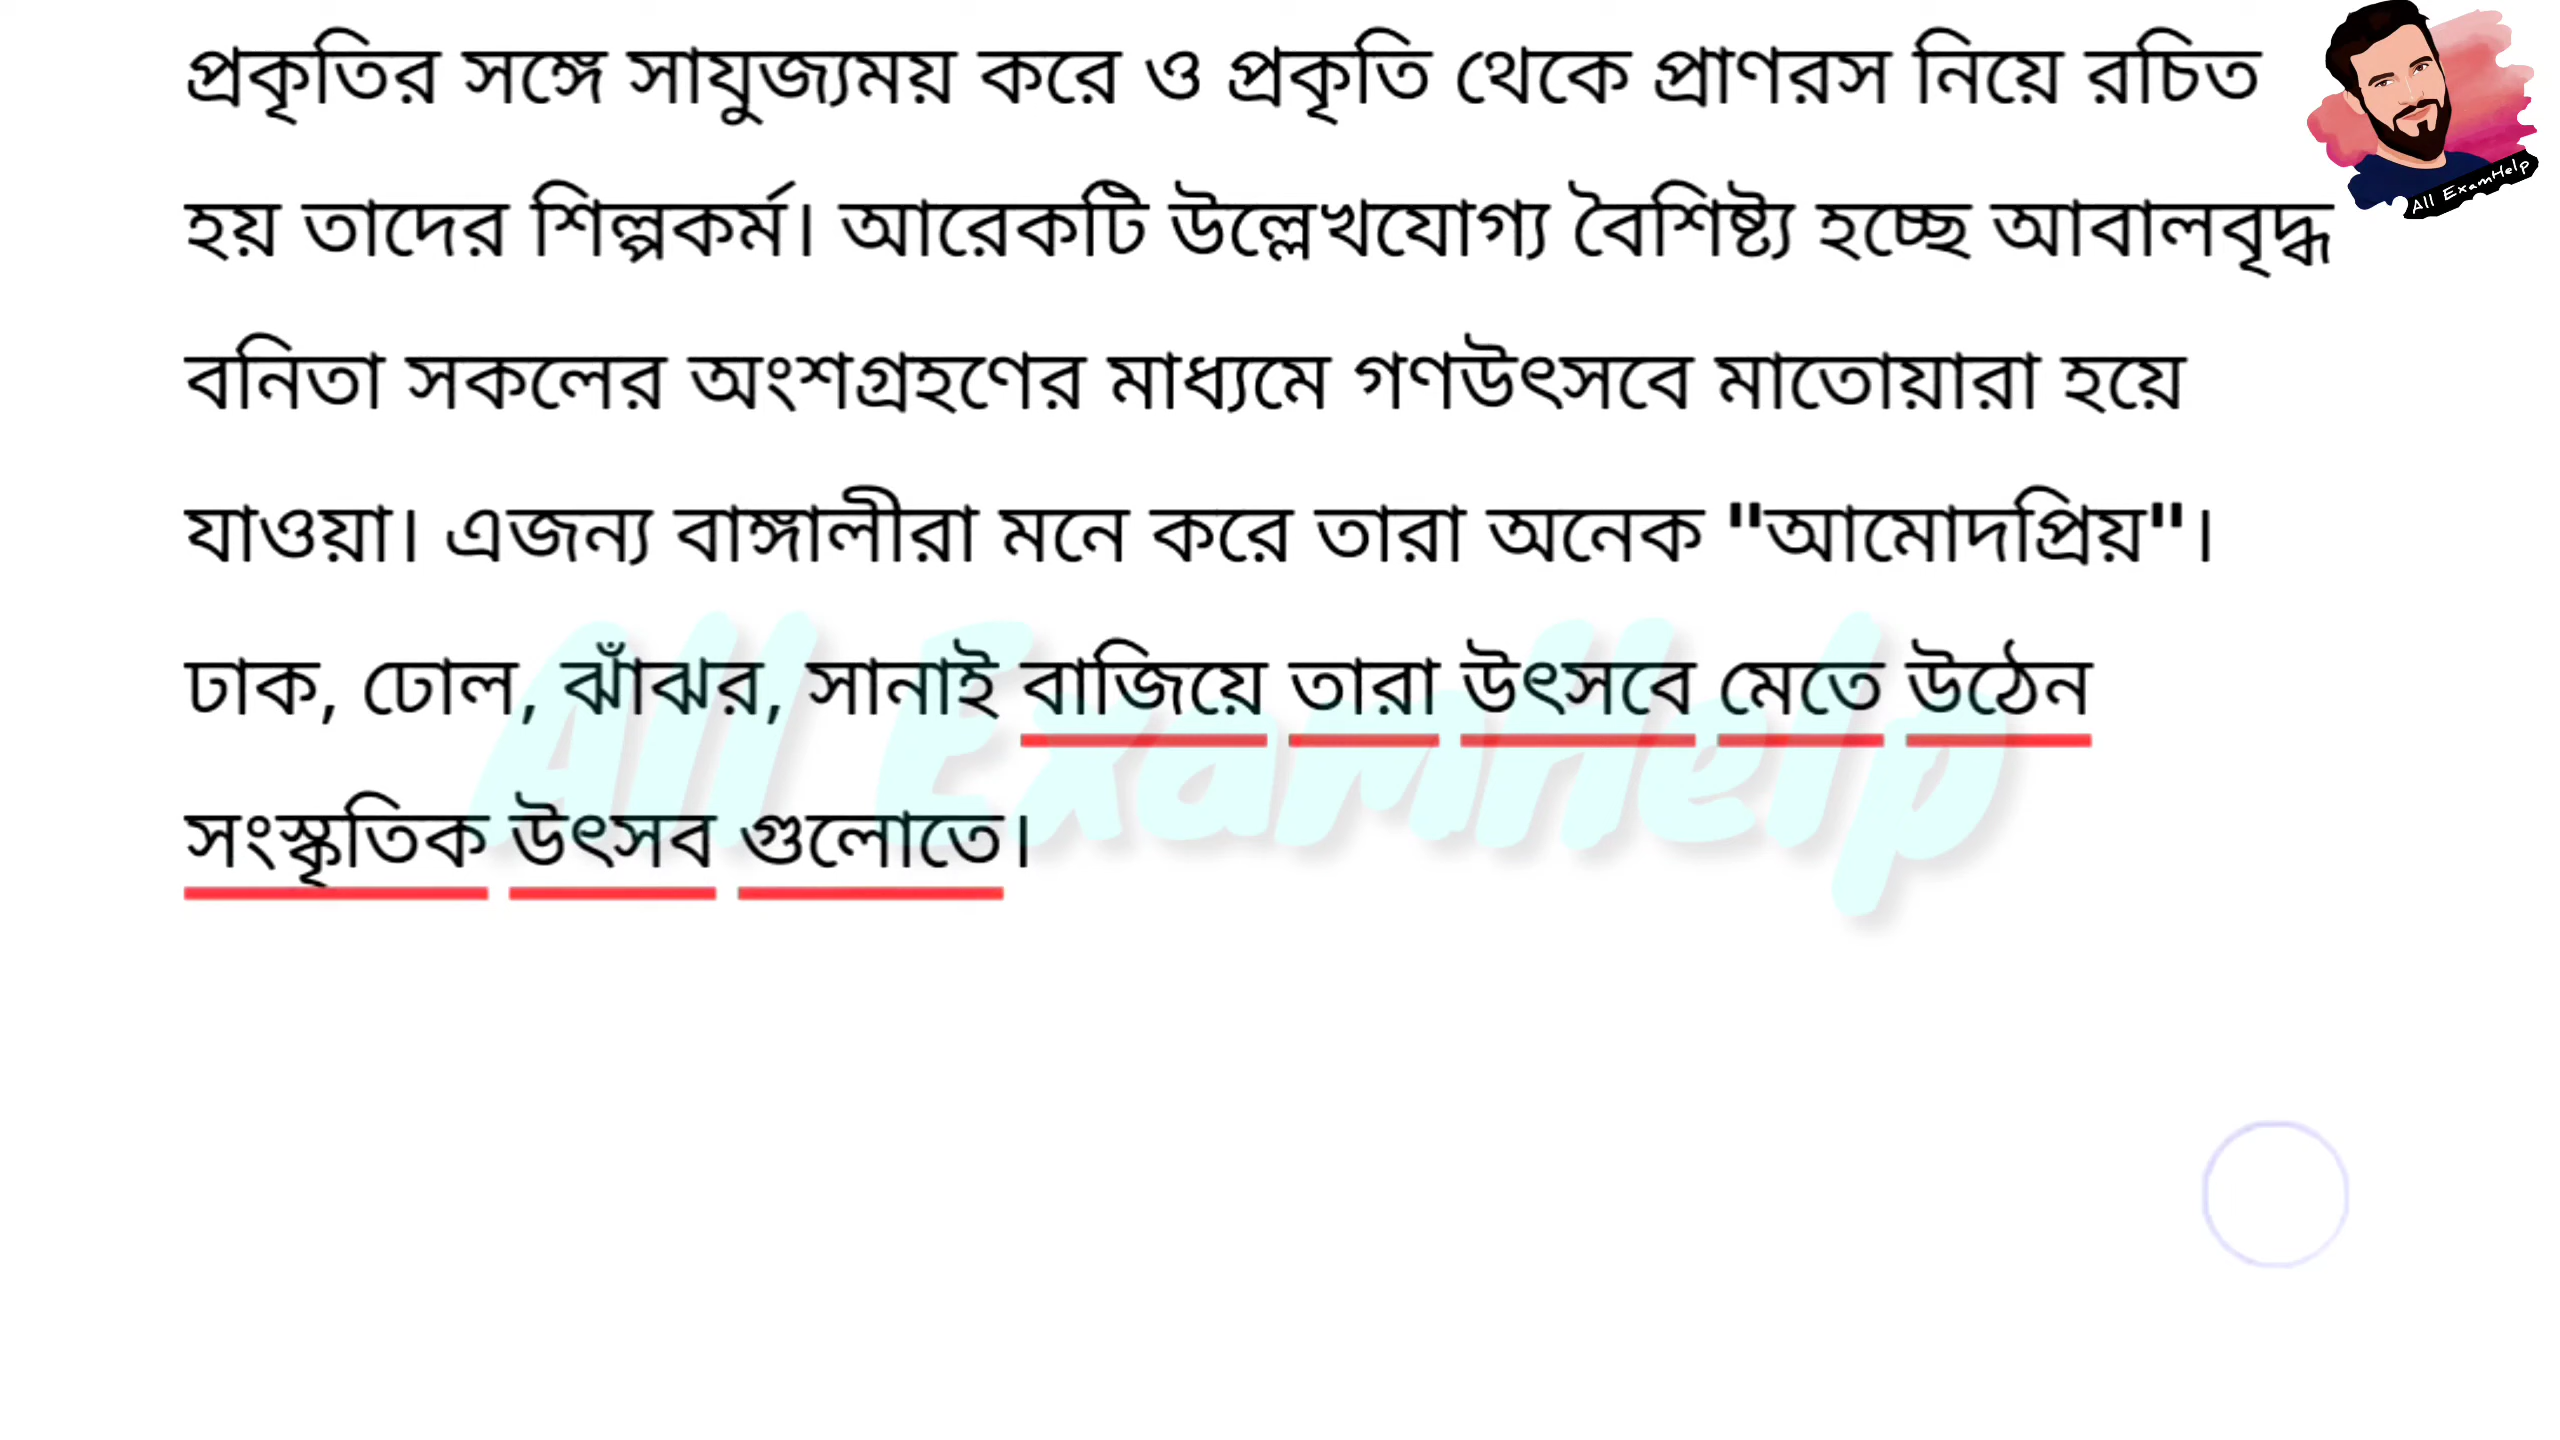 প্রকৃতির সঙ্গে সাযুজ্যময় করে ও প্রকৃতি থেকে প্রাণরস নিয়ে রচিত
হয় তাদের শিল্পকর্ম। আরেকটি উল্লেখযোগ্য বৈশিষ্ট্য হচ্ছে আবালবৃদ্ধ
বনিতা সকলের অংশগ্রহণের মাধ্যমে গণউৎসবে মাতোয়ারা হয়ে
যাওয়া। এজন্য বাঙ্গালীরা মনে করে তারা অনেক "আমোদপ্রিয়"।
ঢাক, ঢোল, ঝাঁঝর, সানাই বাজিয়ে তারা উৎসবে মেতে উঠেন
সংস্কৃতিক উৎসব গুলোতে।
All ExamHelp
All ExamHelp